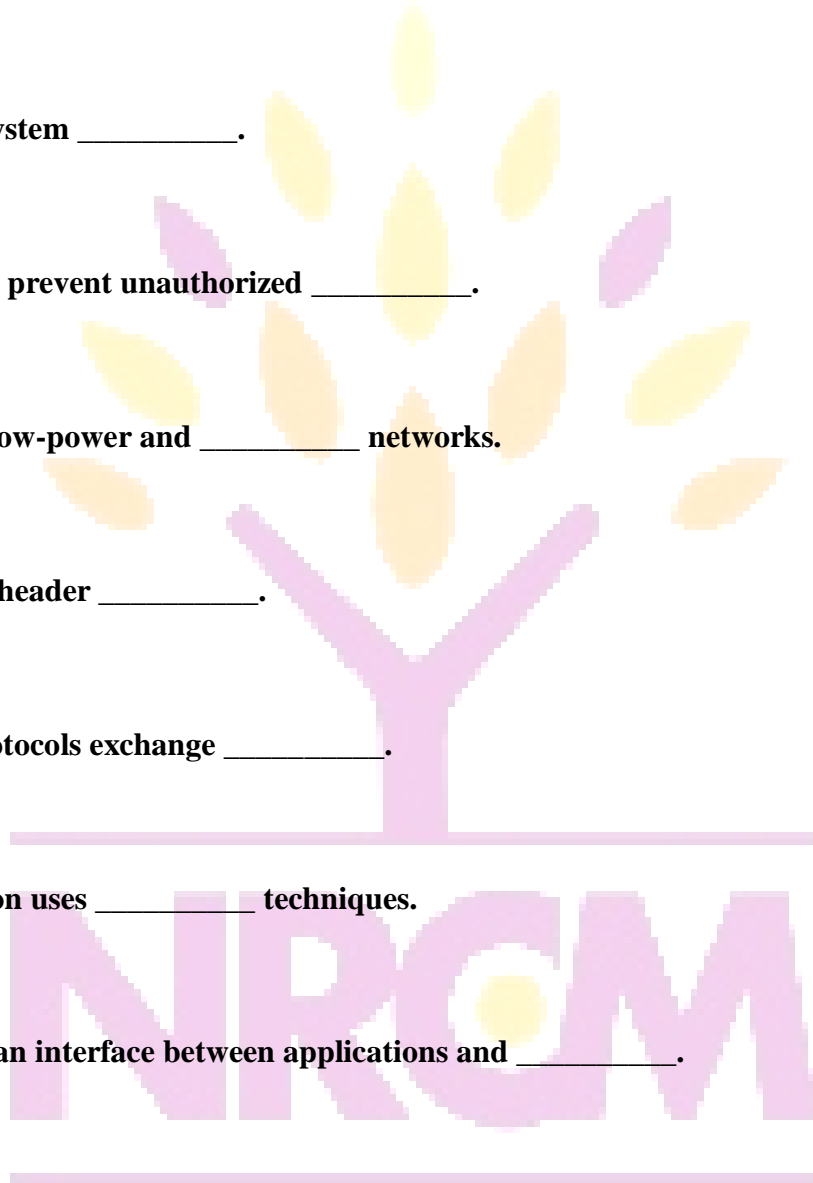 ystem __________.
prevent unauthorized __________.
ow-power and __________ networks.
header __________.
otocols exchange __________.
on uses __________ techniques.
an interface between applications and __________.
NRCM